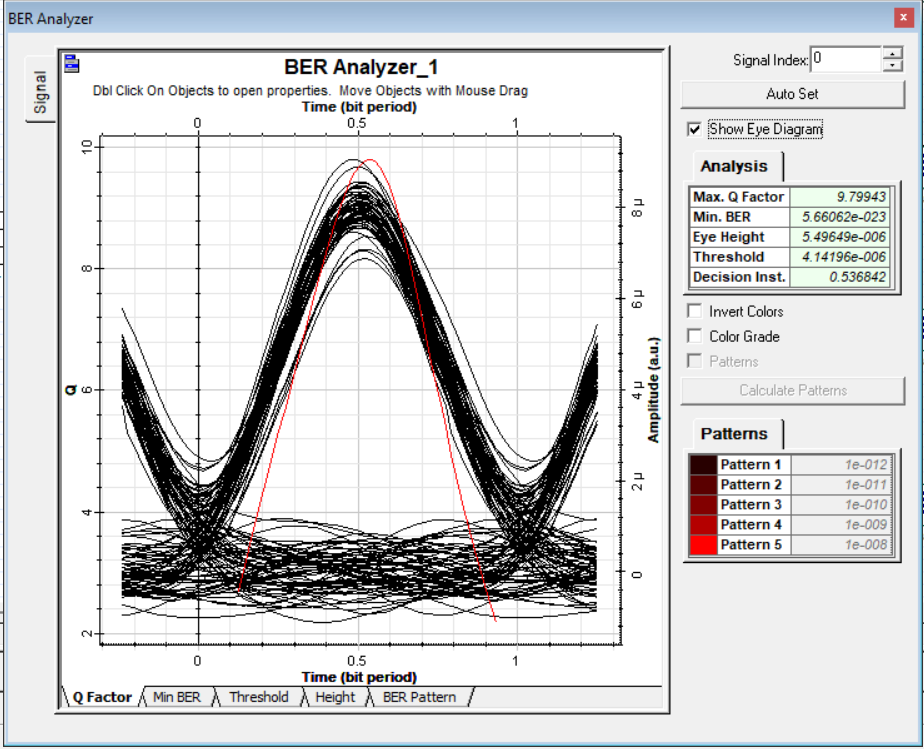 BER Analyzer
x
Signal
BER Analyzer_1
Dbl Click On Objects to open properties. Move Objects with Mouse Drag
Time (bit period)
0 0.5 1
10
8
6
4
2
Q
8 µ
6 µ
4 µ
2 µ
0
Amplitude (a.u.)
0 0.5 1
Time (bit period)
Q Factor Min BER Threshold Height BER Pattern
Signal Index: 0
Auto Set
Show Eye Diagram
Analysis
Max. Q Factor 9.79943
Min. BER 5.66062e-023
Eye Height 5.49649e-006
Threshold 4.14196e-006
Decision Inst. 0.536842
Invert Colors
Color Grade
Patterns
Calculate Patterns
Patterns
Pattern 1 1e-012
Pattern 2 1e-011
Pattern 3 1e-010
Pattern 4 1e-009
Pattern 5 1e-008